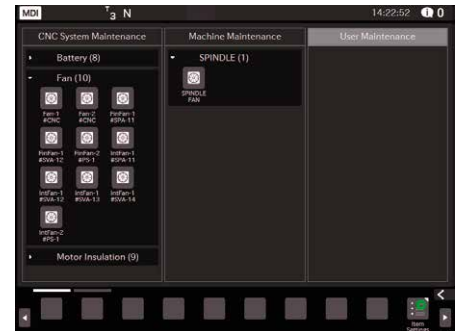 MDI
T
3 N
14:22:52
0
CNC System Maintenance
Machine Maintenance
User Maintenance
Battery (8)
Fan (10)
Fan-1
#CNC
Fan-2
#CNC
FinFan-1
#SPA-11
FinFan-1
#SVA-12
FinFan-2
#PS-1
IntFan-1
#SPA-11
IntFan-1
#SVA-12
IntFan-1
#SVA-13
IntFan-1
#SVA-14
IntFan-2
#PS-1
Motor Insulation (9)
SPINDLE (1)
SPINDLE
FAN
Item
Settings